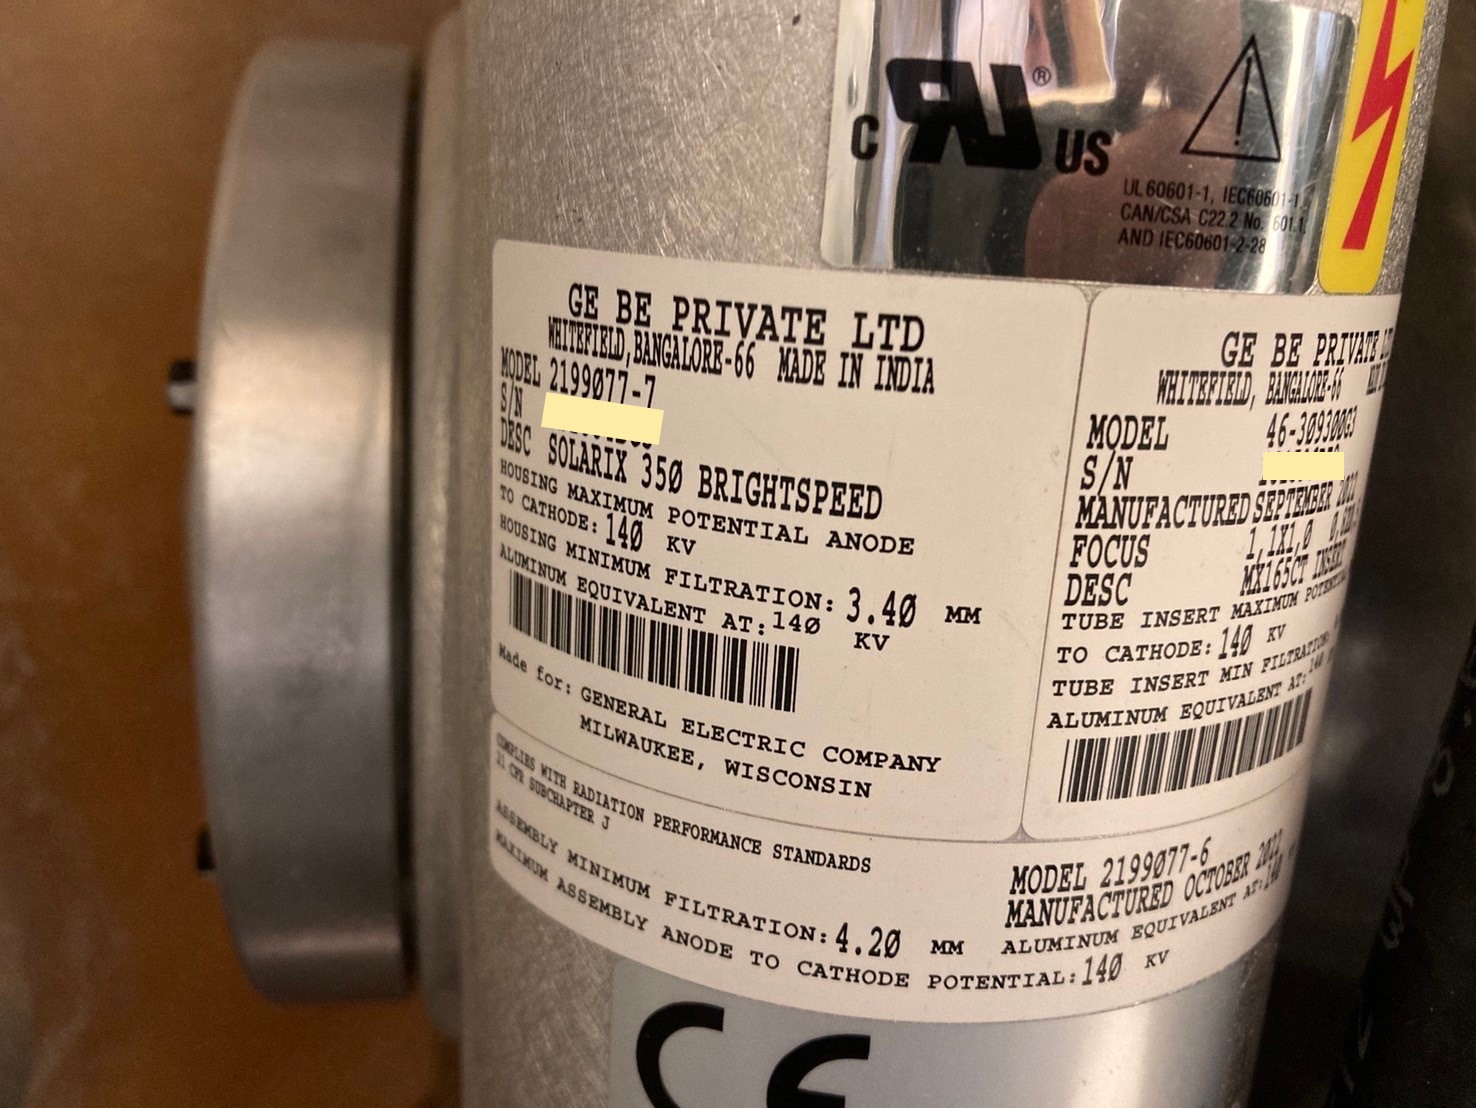 c UR ® US
UL 60601-1, IEC60601-1,
CAN/CSA C22.2 No. 601.1,
AND IEC60601-2-28
GE BE PRIVATE LTD
WHITEFIELD,BANGALORE-66 MADE IN INDIA
MODEL 2199077-7
S/N
DESC SOLARIX 350 BRIGHTSPEED
HOUSING MAXIMUM POTENTIAL ANODE
TO CATHODE: 140 KV
HOUSING MINIMUM FILTRATION: 3.40 MM
ALUMINUM EQUIVALENT AT: 140 KV
Made for: GENERAL ELECTRIC COMPANY
MILWAUKEE, WISCONSIN
GE BE PRIVATE
WHITEFIELD, BANGALORE-66
MODEL 46-309300G3
S/N
MANUFACTURED SEPTEMBER 2022
FOCUS 1,1X1,0
DESC MX165CT INSERT
TUBE INSERT MAXIMUM
TO CATHODE: 140 KV
TUBE INSERT MIN FILTRATION:
ALUMINUM EQUIVALENT AT: 140
COMPLIES WITH RADIATION PERFORMANCE STANDARDS
21 CFR SUBCHAPTER J
MODEL 2199077-6
MANUFACTURED OCTOBER 2022
ASSEMBLY MINIMUM FILTRATION: 4.20 MM ALUMINUM EQUIVALENT AT: 140
MAXIMUM ASSEMBLY ANODE TO CATHODE POTENTIAL: 140 KV
CE